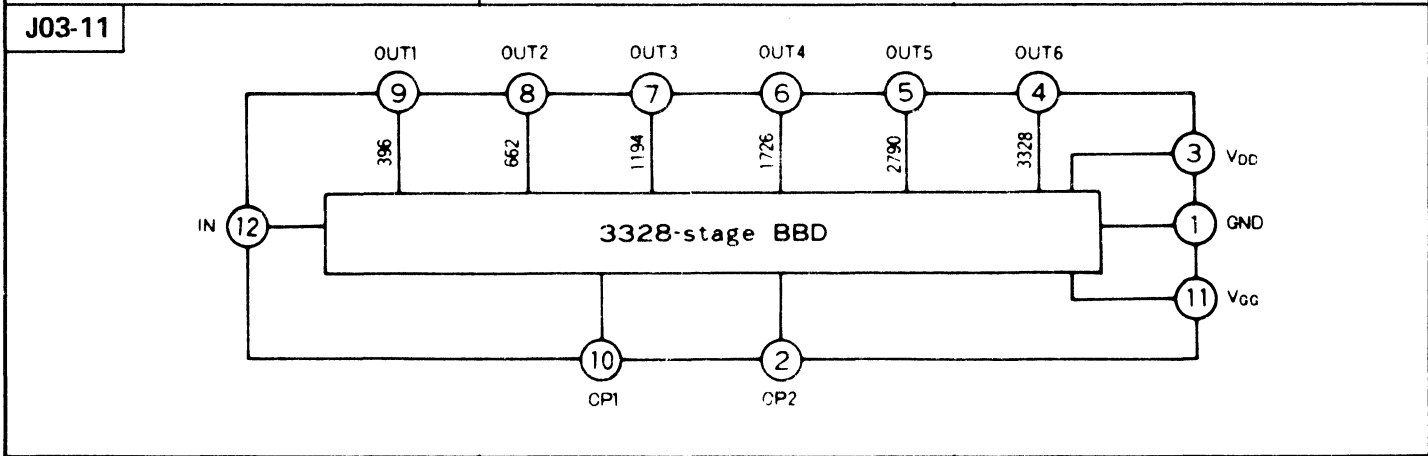 J03-11
OUT1 OUT2 OUT3 OUT4 OUT5 OUT6
9 8 7 6 5 4
396 662 1194 1726 2790 3328
3 VDD
IN 12 3328-stage BBD 1 GND
11 VGG
10 2
CP1 CP2